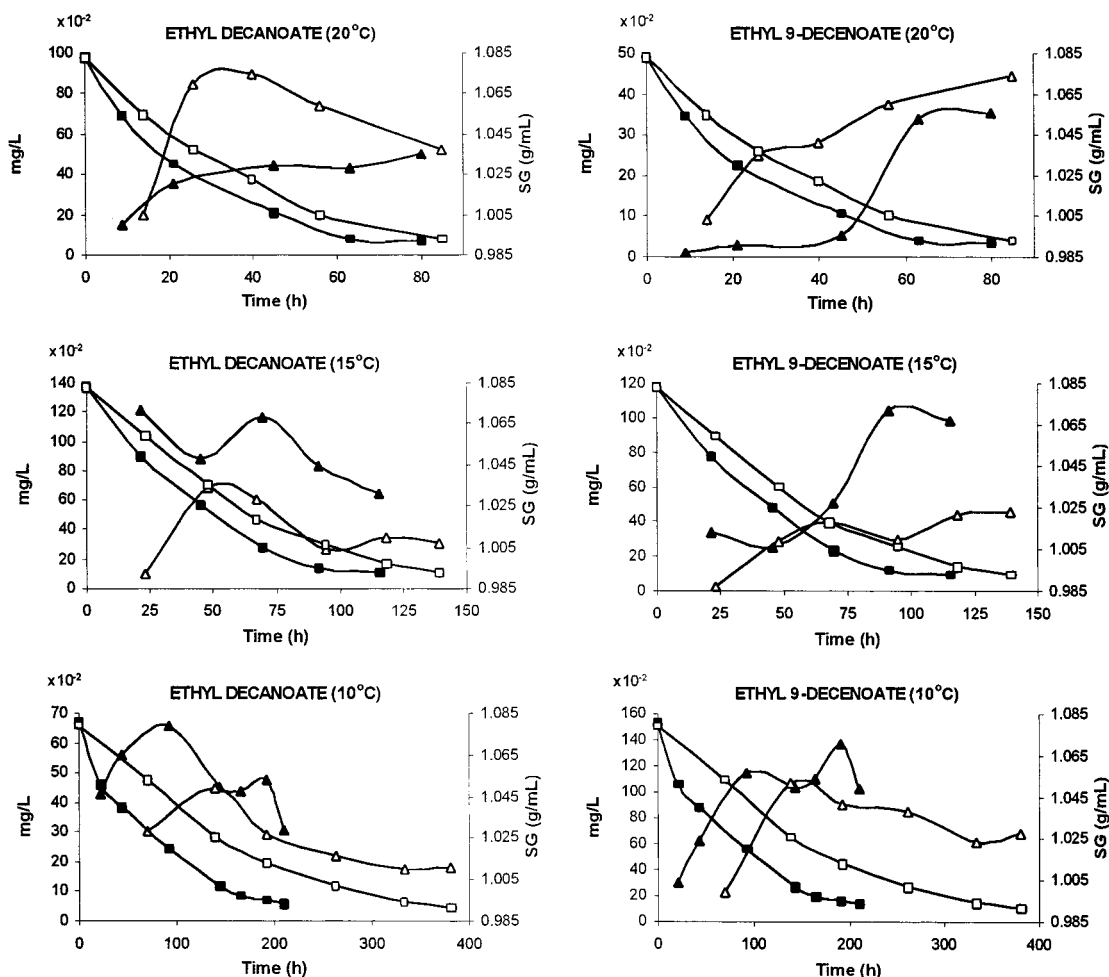 x10-2
ETHYL DECANOATE (20°C)
100
80
60
40
20
0
mg/L
1.085
1.065
1.045
1.025
1.005
0.985
SG (g/mL)
0 20 40 60 80
Time (h)
x10-2
ETHYL 9-DECENOATE (20°C)
50
40
30
20
10
0
mg/L
1.085
1.065
1.045
1.025
1.005
0.985
SG (g/mL)
0 20 40 60 80
Time (h)
x10-2
ETHYL DECANOATE (15°C)
140
120
100
80
60
40
20
0
mg/L
1.085
1.065
1.045
1.025
1.005
0.985
SG (g/mL)
0 25 50 75 100 125 150
Time (h)
x10-2
ETHYL 9-DECENOATE (15°C)
120
100
80
60
40
20
0
mg/L
1.085
1.065
1.045
1.025
1.005
0.985
SG (g/mL)
0 25 50 75 100 125 150
Time (h)
x10-2
ETHYL DECANOATE (10°C)
70
60
50
40
30
20
10
0
mg/L
1.085
1.065
1.045
1.025
1.005
0.985
SG (g/mL)
0 100 200 300 400
Time (h)
x10-2
ETHYL 9-DECENOATE (10°C)
160
140
120
100
80
60
40
20
0
mg/L
1.085
1.065
1.045
1.025
1.005
0.985
SG (g/mL)
0 100 200 300 400
Time (h)